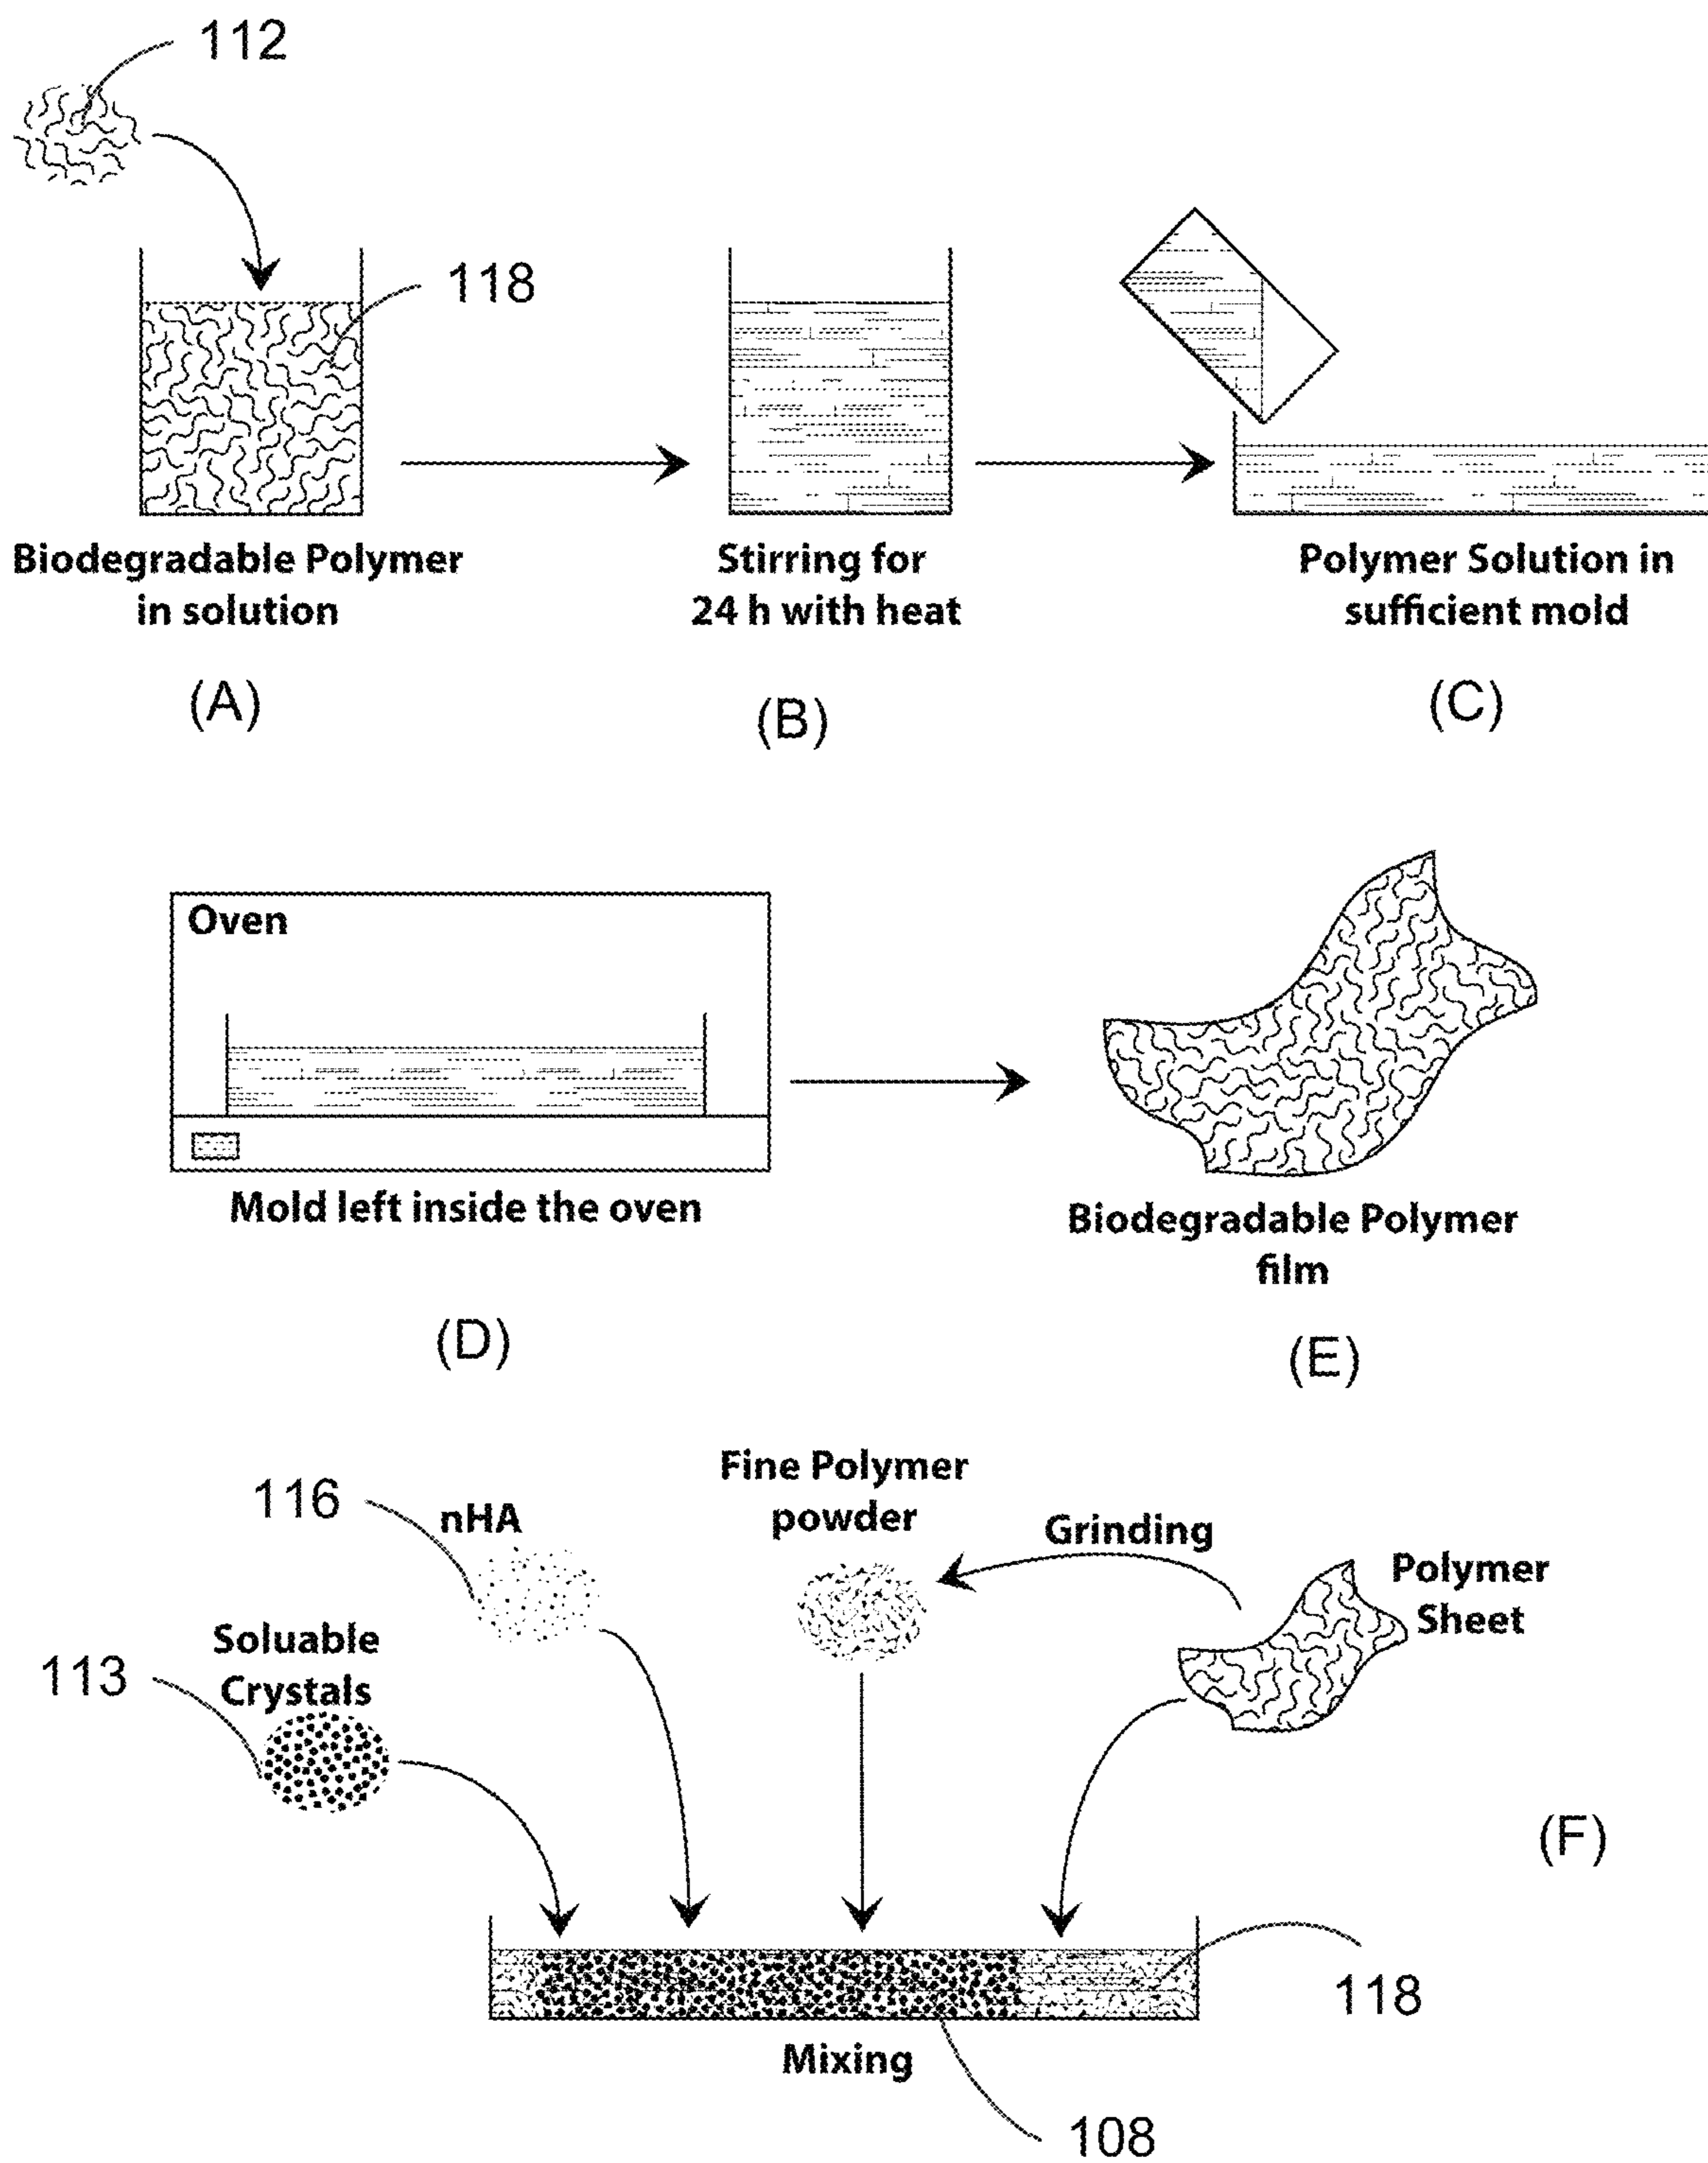 112
118
Biodegradable Polymer
in solution
Stirring for
24 h with heat
Polymer Solution in
sufficient mold
(A)
(B)
(C)
Oven
Mold left inside the oven
Biodegradable Polymer
film
(D)
(E)
116
nHA
Fine Polymer
powder
Grinding
Polymer
Sheet
113
Soluable
Crystals
(F)
118
Mixing
108